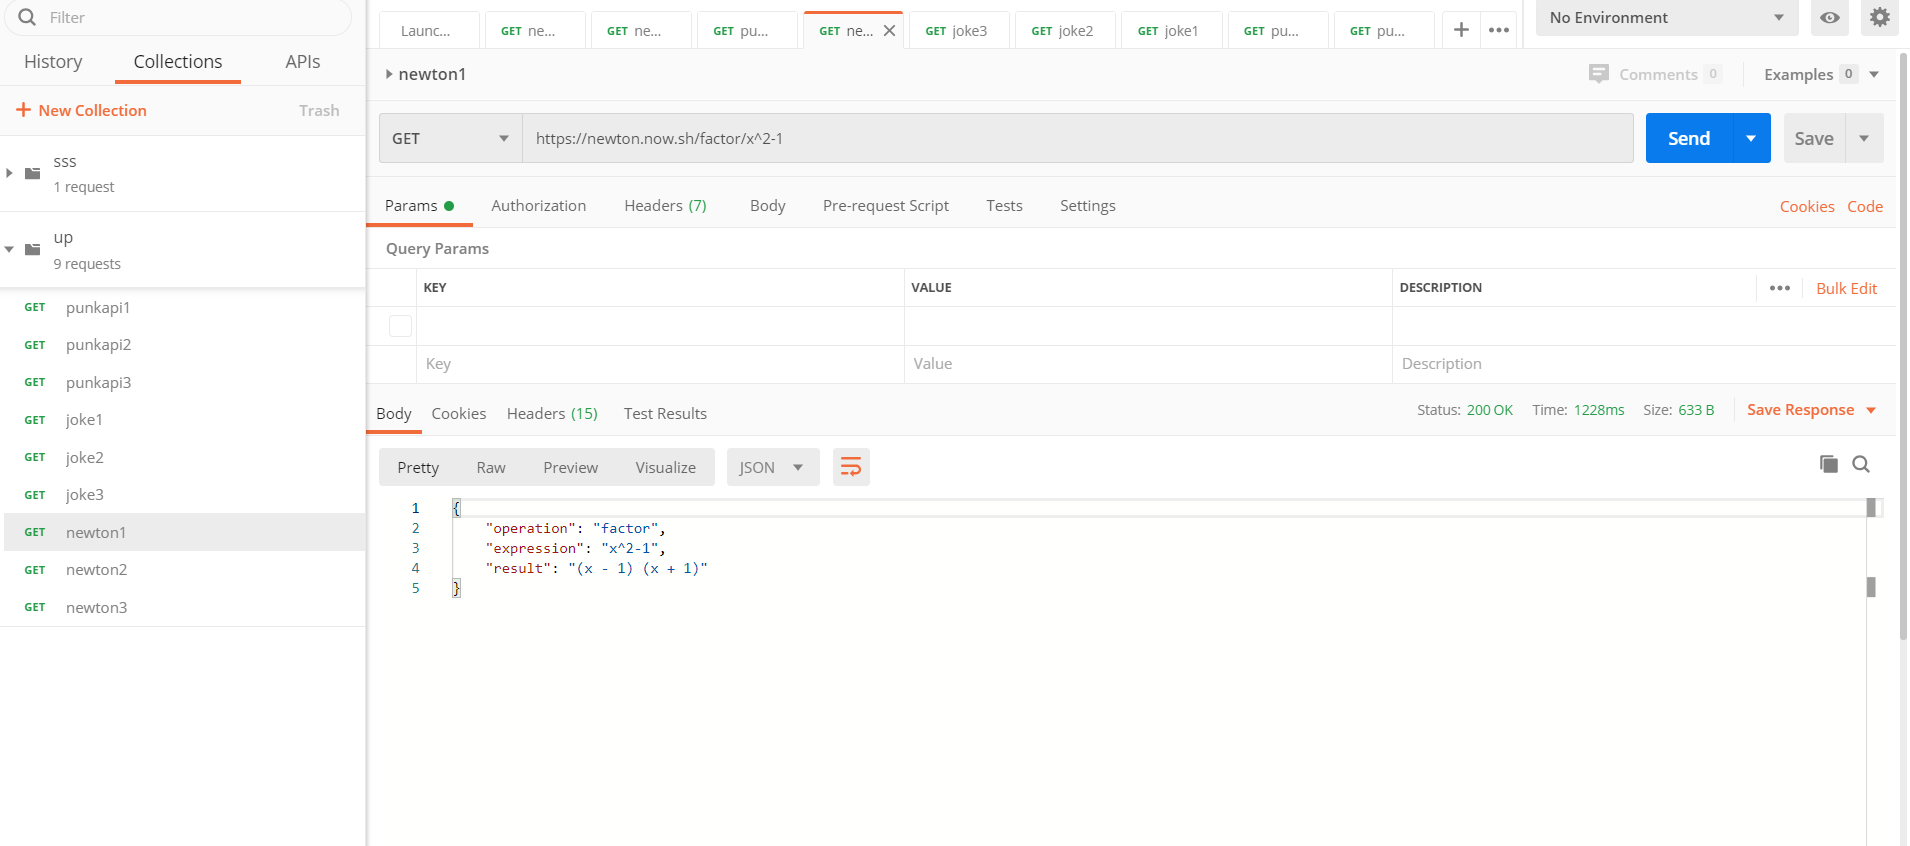 Filter
History Collections APIs
+ New Collection Trash
sss
1 request
up
9 requests
GET punkapi1
GET punkapi2
GET punkapi3
GET joke1
GET joke2
GET joke3
GET newton1
GET newton2
GET newton3
Launc... GET ne... GET ne... GET pu... GET ne... GET joke3 GET joke2 GET joke1 GET pu... GET pu...
No Environment
newton1 Comments 0 Examples 0
GET https://newton.now.sh/factor/x^2-1 Send Save
Params Authorization Headers (7) Body Pre-request Script Tests Settings Cookies Code
Query Params
KEY VALUE DESCRIPTION Bulk Edit
Key Value Description
Body Cookies Headers (15) Test Results Status: 200 OK Time: 1228ms Size: 633 B Save Response
Pretty Raw Preview Visualize JSON
1 {
2 "operation": "factor",
3 "expression": "x^2-1",
4 "result": "(x - 1) (x + 1)"
5 }